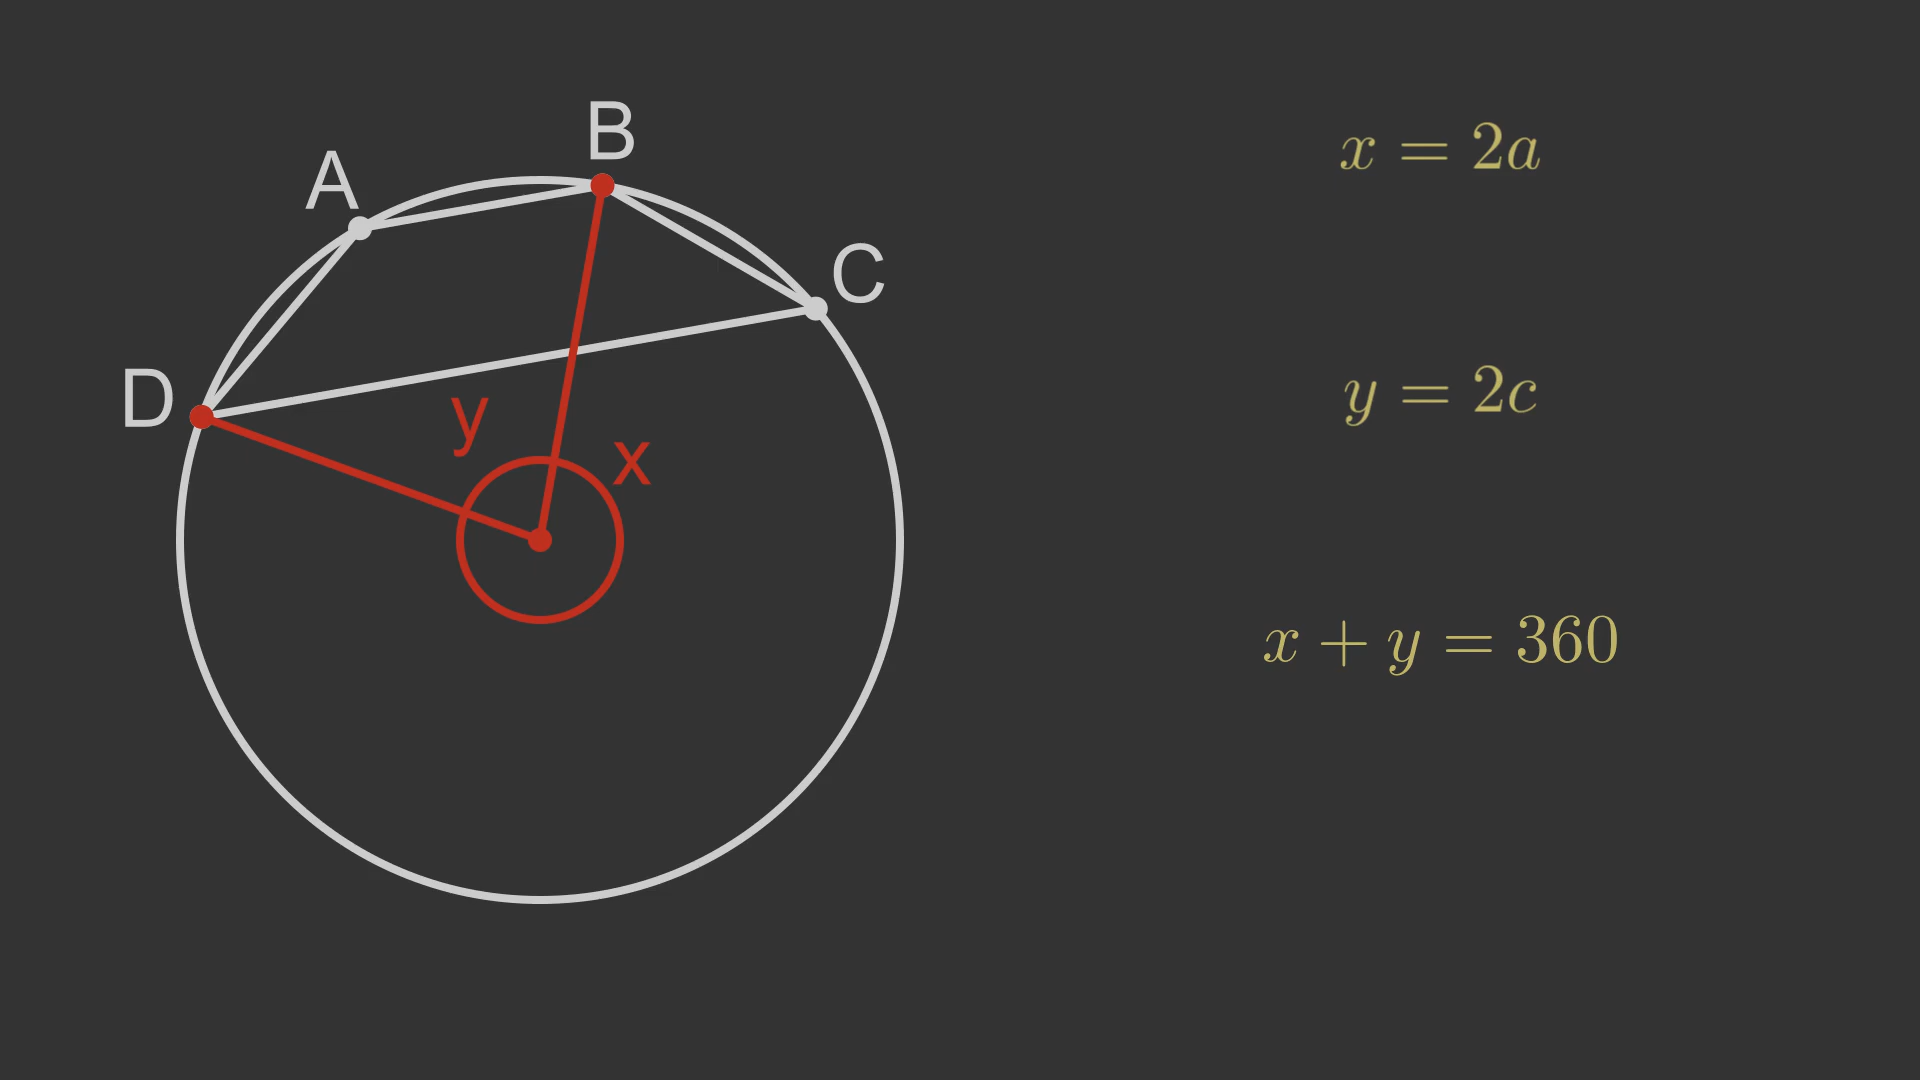 B
A
C
D
y
x
x = 2a
y = 2c
x + y = 360